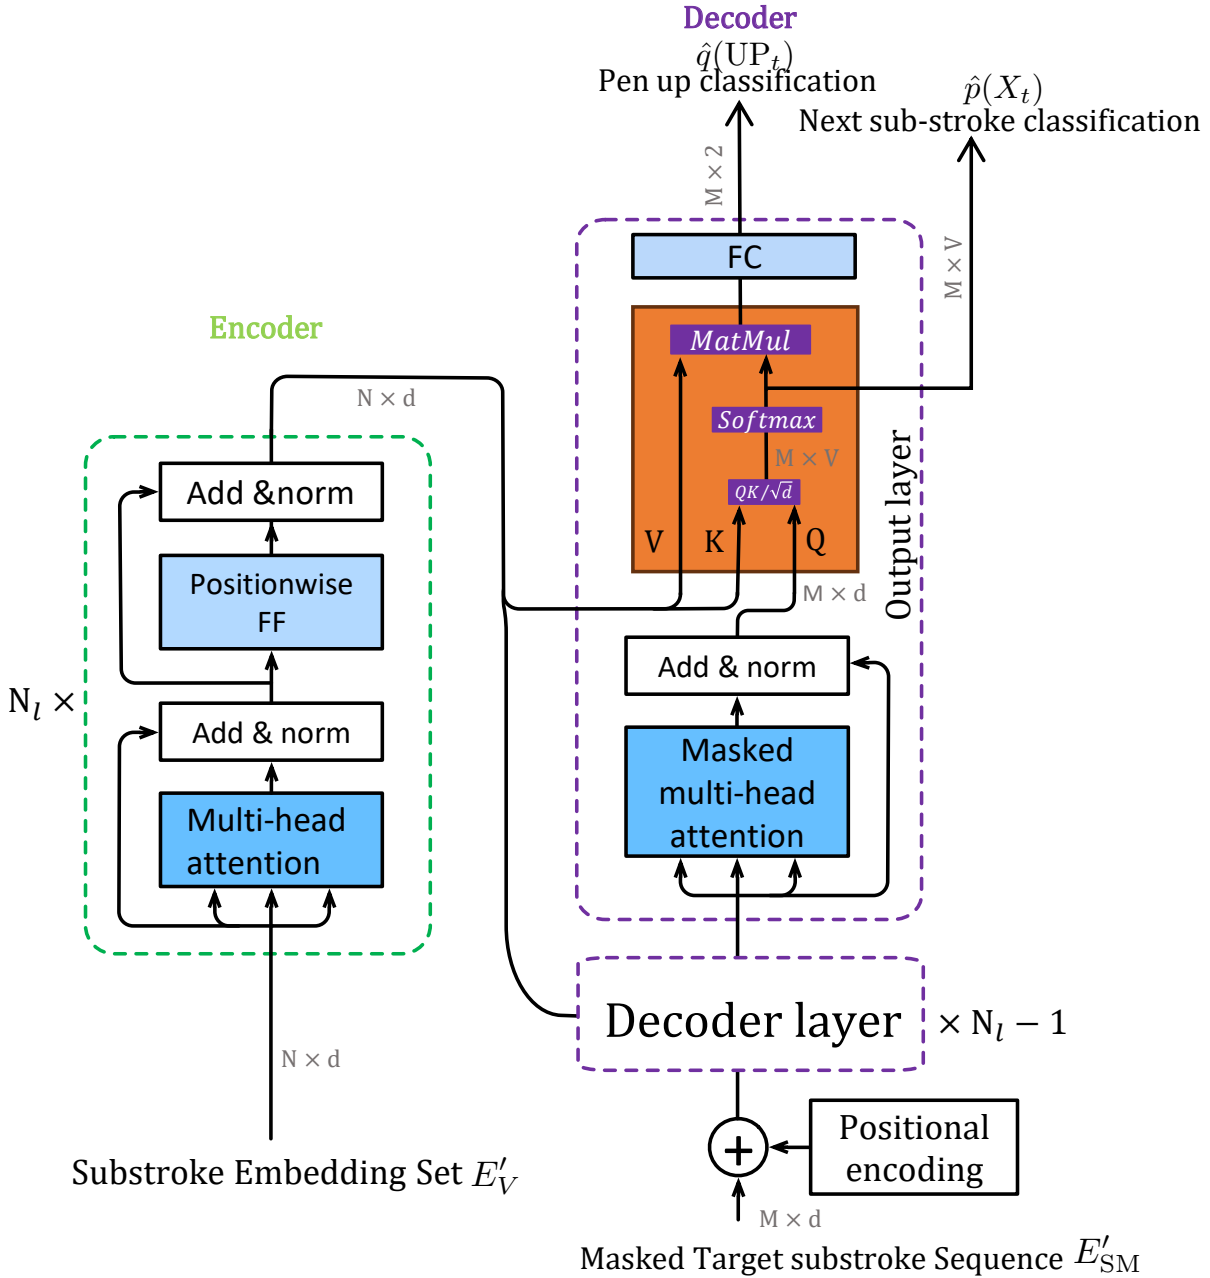 Decoder
q̂(UP_t)
Pen up classification
p̂(X_t)
Next sub-stroke classification
M × 2
M × V
FC
Encoder
MatMul
N × d
Softmax
M × V
Add &norm
QK/√d
V K Q
Output layer
Positionwise
FF
M × d
Add & norm
N_l ×
Add & norm
Masked
multi-head
attention
Multi-head
attention
Decoder layer
× N_l − 1
N × d
Positional
encoding
Substroke Embedding Set E′_V
M × d
Masked Target substroke Sequence E′_SM